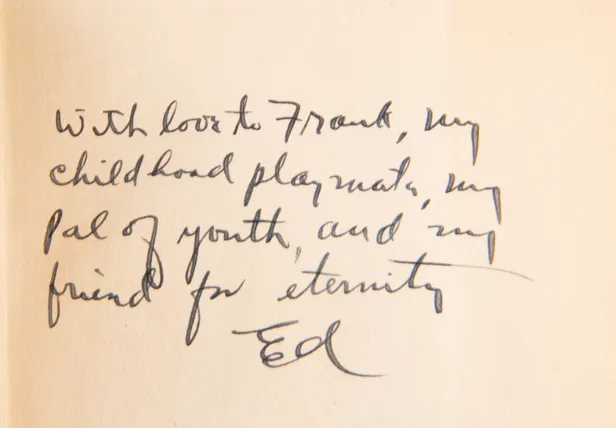 With love to Frank, my
childhood playmate, my
Pal of youth, and my
friend for eternity
Ed